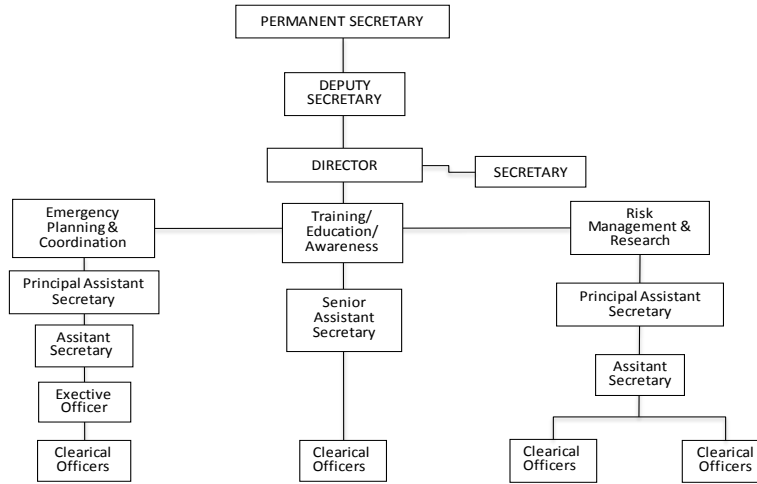 PERMANENT SECRETARY
DEPUTY
SECRETARY
DIRECTOR
SECRETARY
Emergency
Planning &
Coordination
Training/
Education/
Awareness
Risk
Management &
Research
Principal Assistant
Secretary
Senior
Assistant
Secretary
Principal Assistant
Secretary
Assitant
Secretary
Assitant
Secretary
Exective
Officer
Clearical
Officers
Clearical
Officers
Clearical
Officers
Clearical
Officers